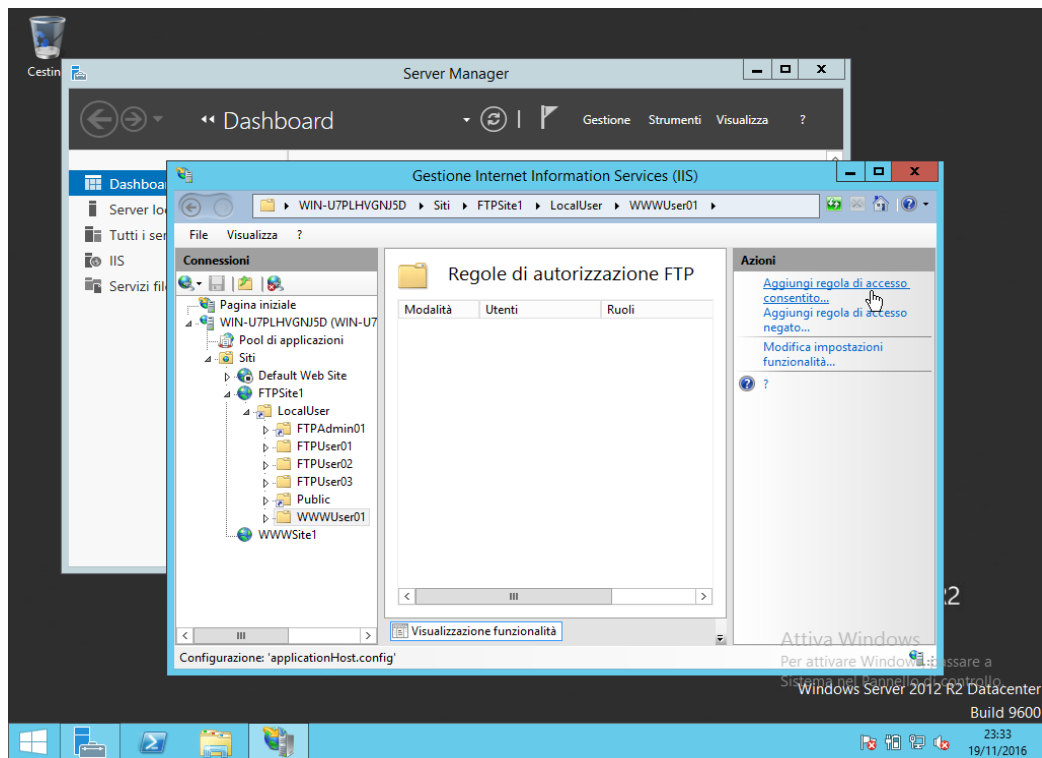 Cestin
Server Manager
Dashboard
Gestione Strumenti Visualizza ?
Dashboa
Server lo
Tutti i ser
IIS
Servizi fil
Gestione Internet Information Services (IIS)
WIN-U7PLHVGNJ5D Siti FTPSite1 LocalUser WWWUser01
File Visualizza ?
Connessioni
Pagina iniziale
WIN-U7PLHVGNJ5D (WIN-U7
Pool di applicazioni
Siti
Default Web Site
FTPSite1
LocalUser
FTPAdmin01
FTPUser01
FTPUser02
FTPUser03
Public
WWWUser01
WWWSite1
Regole di autorizzazione FTP
Modalità Utenti Ruoli
Visualizzazione funzionalità
Azioni
Aggiungi regola di accesso
consentito...
Aggiungi regola di accesso
negato...
Modifica impostazioni
funzionalità...
?
Configurazione: 'applicationHost.config'
R2
Attiva Windows
Per attivare Windows, passare a
Sistema nel Pannello di controllo.
Windows Server 2012 R2 Datacenter
Build 9600
23:33
19/11/2016